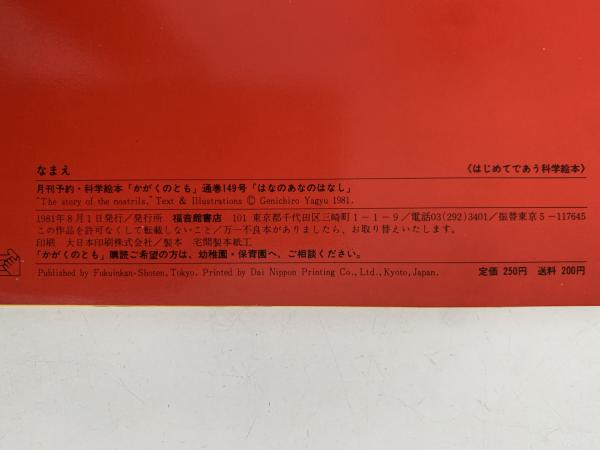 なまえ 《はじめてであう科学絵本》
月刊予約・科学絵本「かがくのとも」通巻149号「はなのあなのはなし」
"The story of the nostrils," Text & Illustrations © Genichiro Yagyu 1981.
1981年8月1日発行／発行所 福音館書店 101 東京都千代田区三崎町1-1-9／電話03(292)3401／振替東京5-117645
この作品を許可なくして転載しないこと／万一不良本がありましたら、お取り替えいたします。
印刷 大日本印刷株式会社／製本 宅間製本紙工
「かがくのとも」購読ご希望の方は、幼稚園・保育園へ、ご相談ください。
Published by Fukuinkan-Shoten, Tokyo. Printed by Dai Nippon Printing Co., Ltd., Kyoto, Japan. 定価 250円 送料 200円